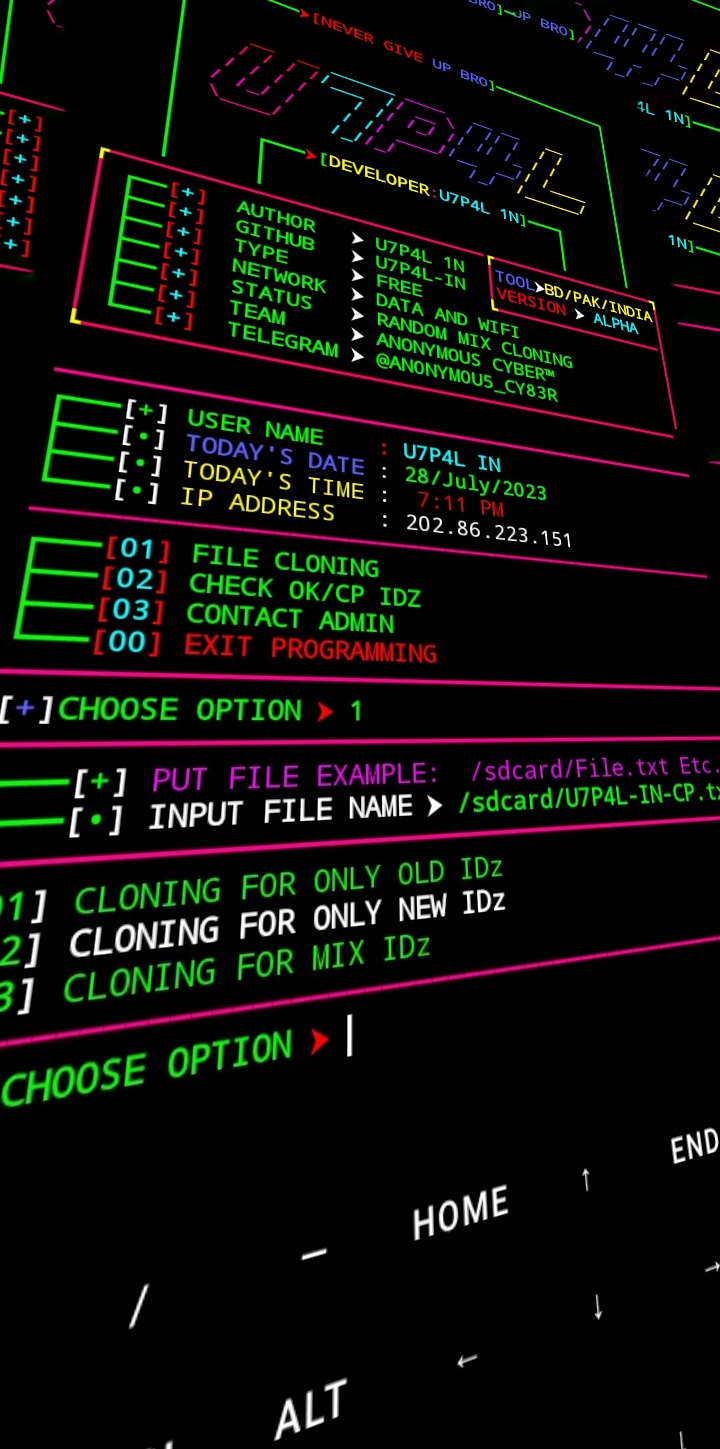 BRO]—UP BRO]
[NEVER GIVE UP BRO]
U7P4L
4L 1N]
[DEVELOPER:U7P4L 1N]
1N]
[+]
[+]
[+]
[+]
[+]
[+]
[+]
[+] AUTHOR ➤ U7P4L 1N
[+] GITHUB ➤ U7P4L-IN
[+] TYPE ➤ FREE
[+] NETWORK ➤ DATA AND WIFI
[+] STATUS ➤ RANDOM MIX CLONING
[+] TEAM ➤ ANONYMOUS CYBER™
[+] TELEGRAM ➤ @ANONYMOU5_CY83R
TOOL➤BD/PAK/INDIA
VERSION ➤ ALPHA
[+] USER NAME : U7P4L IN
[•] TODAY'S DATE : 28/July/2023
[•] TODAY'S TIME : 7:11 PM
[•] IP ADDRESS : 202.86.223.151
[01] FILE CLONING
[02] CHECK OK/CP IDZ
[03] CONTACT ADMIN
[00] EXIT PROGRAMMING
[+]CHOOSE OPTION ➤ 1
[+] PUT FILE EXAMPLE: /sdcard/File.txt Etc.
[•] INPUT FILE NAME ➤ /sdcard/U7P4L-IN-CP.tx
1] CLONING FOR ONLY OLD IDz
2] CLONING FOR ONLY NEW IDz
3] CLONING FOR MIX IDz
CHOOSE OPTION ➤
/ — HOME ↑ END
ALT ← ↓ →